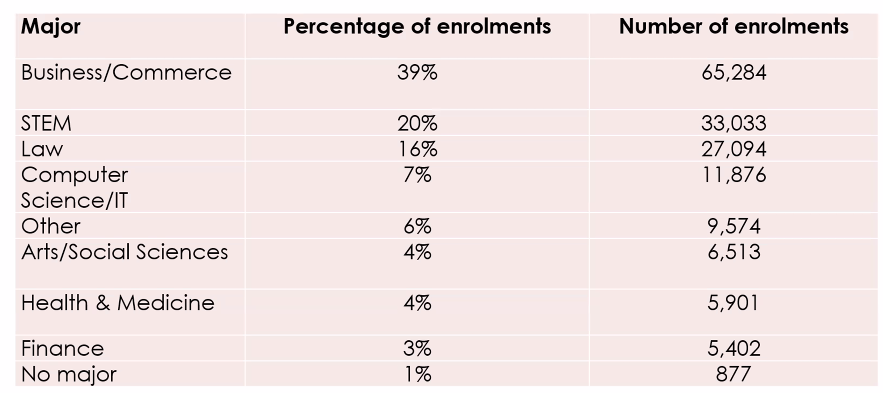 Major Percentage of enrolments Number of enrolments
Business/Commerce 39% 65,284
STEM 20% 33,033
Law 16% 27,094
Computer 7% 11,876
Science/IT
Other 6% 9,574
Arts/Social Sciences 4% 6,513
Health & Medicine 4% 5,901
Finance 3% 5,402
No major 1% 877